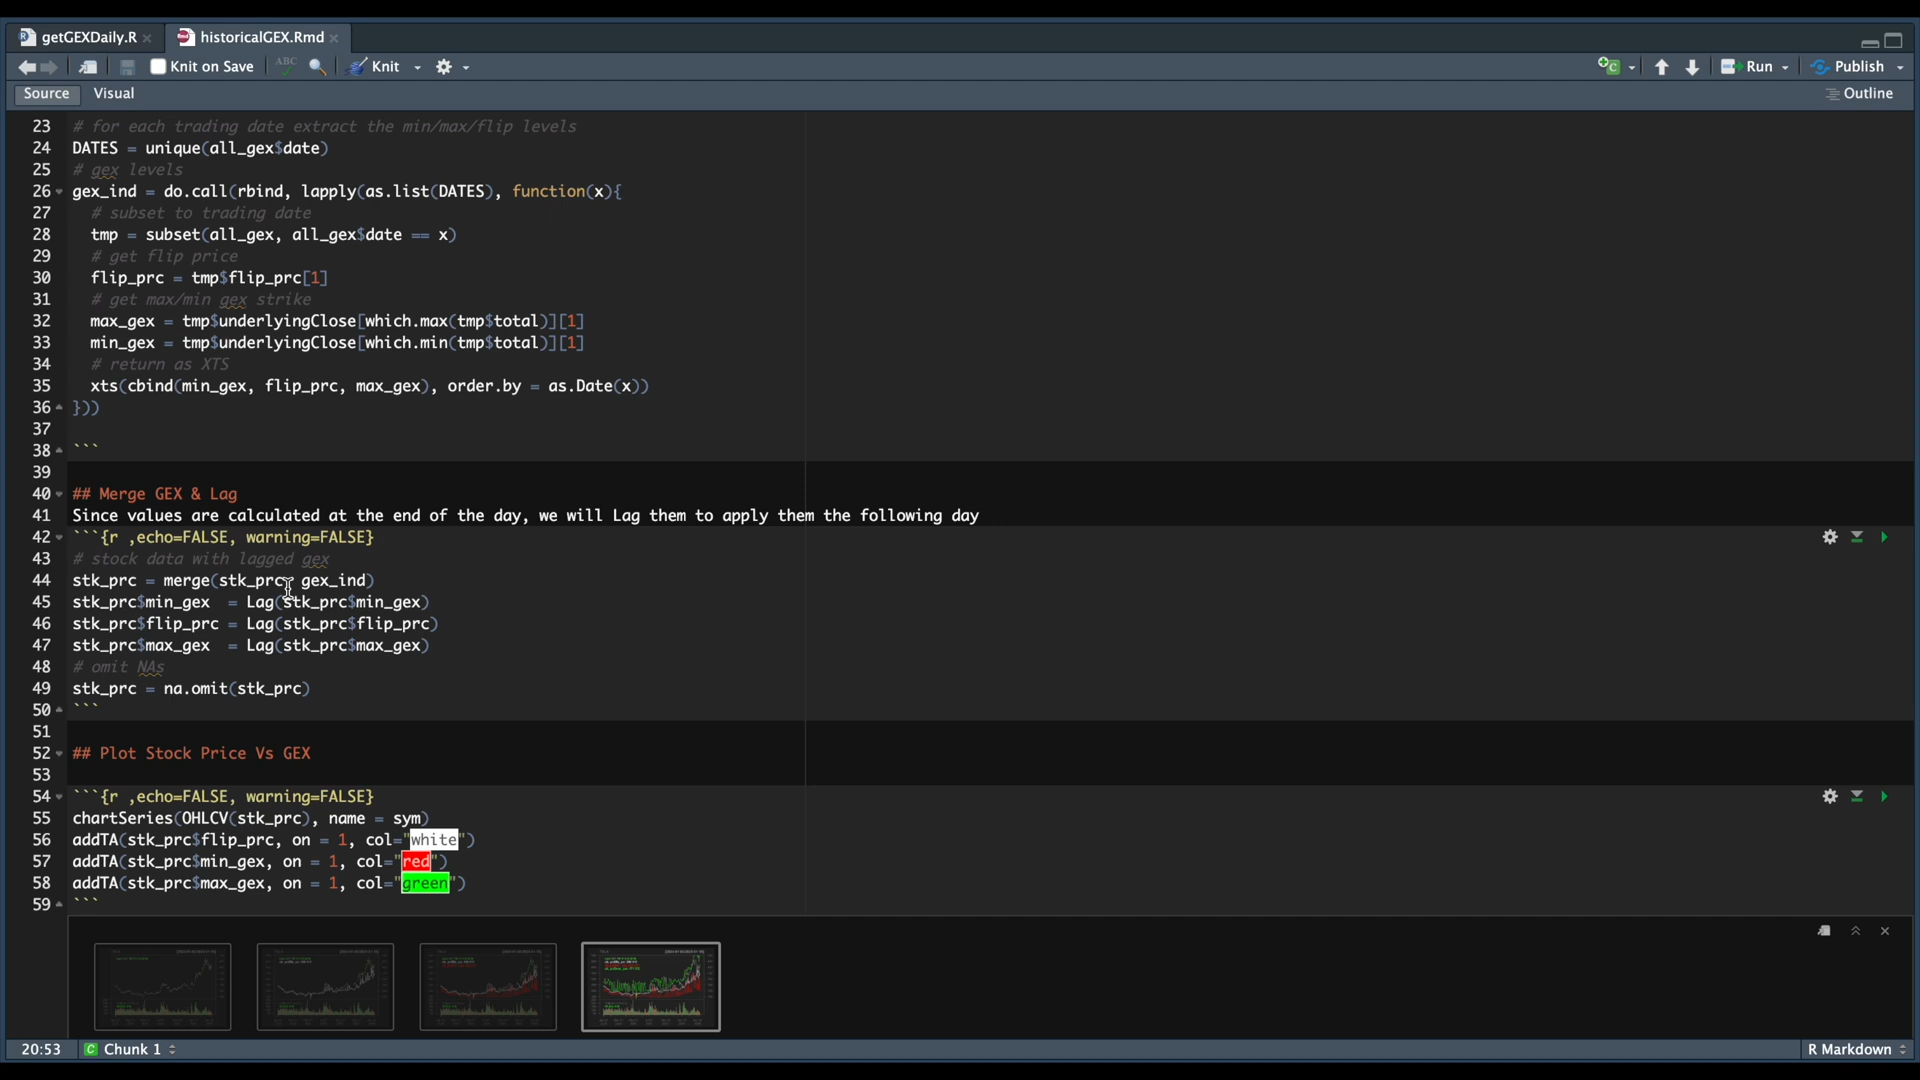 getGEXDaily.R historicalGEX.Rmd
Knit on Save ABC Knit Run Publish
Source Visual Outline
23 # for each trading date extract the min/max/flip levels
24 DATES = unique(all_gex$date)
25 # gex levels
26 gex_ind = do.call(rbind, lapply(as.list(DATES), function(x){
27 # subset to trading date
28 tmp = subset(all_gex, all_gex$date == x)
29 # get flip price
30 flip_prc = tmp$flip_prc[1]
31 # get max/min gex strike
32 max_gex = tmp$underlyingClose[which.max(tmp$total)][1]
33 min_gex = tmp$underlyingClose[which.min(tmp$total)][1]
34 # return as XTS
35 xts(cbind(min_gex, flip_prc, max_gex), order.by = as.Date(x))
36 }))
37
38 ```
39
40 ## Merge GEX & Lag
41 Since values are calculated at the end of the day, we will Lag them to apply them the following day
42 ```{r ,echo=FALSE, warning=FALSE}
43 # stock data with lagged gex
44 stk_prc = merge(stk_prc, gex_ind)
45 stk_prc$min_gex  = Lag(stk_prc$min_gex)
46 stk_prc$flip_prc = Lag(stk_prc$flip_prc)
47 stk_prc$max_gex  = Lag(stk_prc$max_gex)
48 # omit NAs
49 stk_prc = na.omit(stk_prc)
50 ```
51
52 ## Plot Stock Price Vs GEX
53
54 ```{r ,echo=FALSE, warning=FALSE}
55 chartSeries(OHLCV(stk_prc), name = sym)
56 addTA(stk_prc$flip_prc, on = 1, col="white")
57 addTA(stk_prc$min_gex, on = 1, col="red")
58 addTA(stk_prc$max_gex, on = 1, col="green")
59 ```
20:53 C Chunk 1 R Markdown